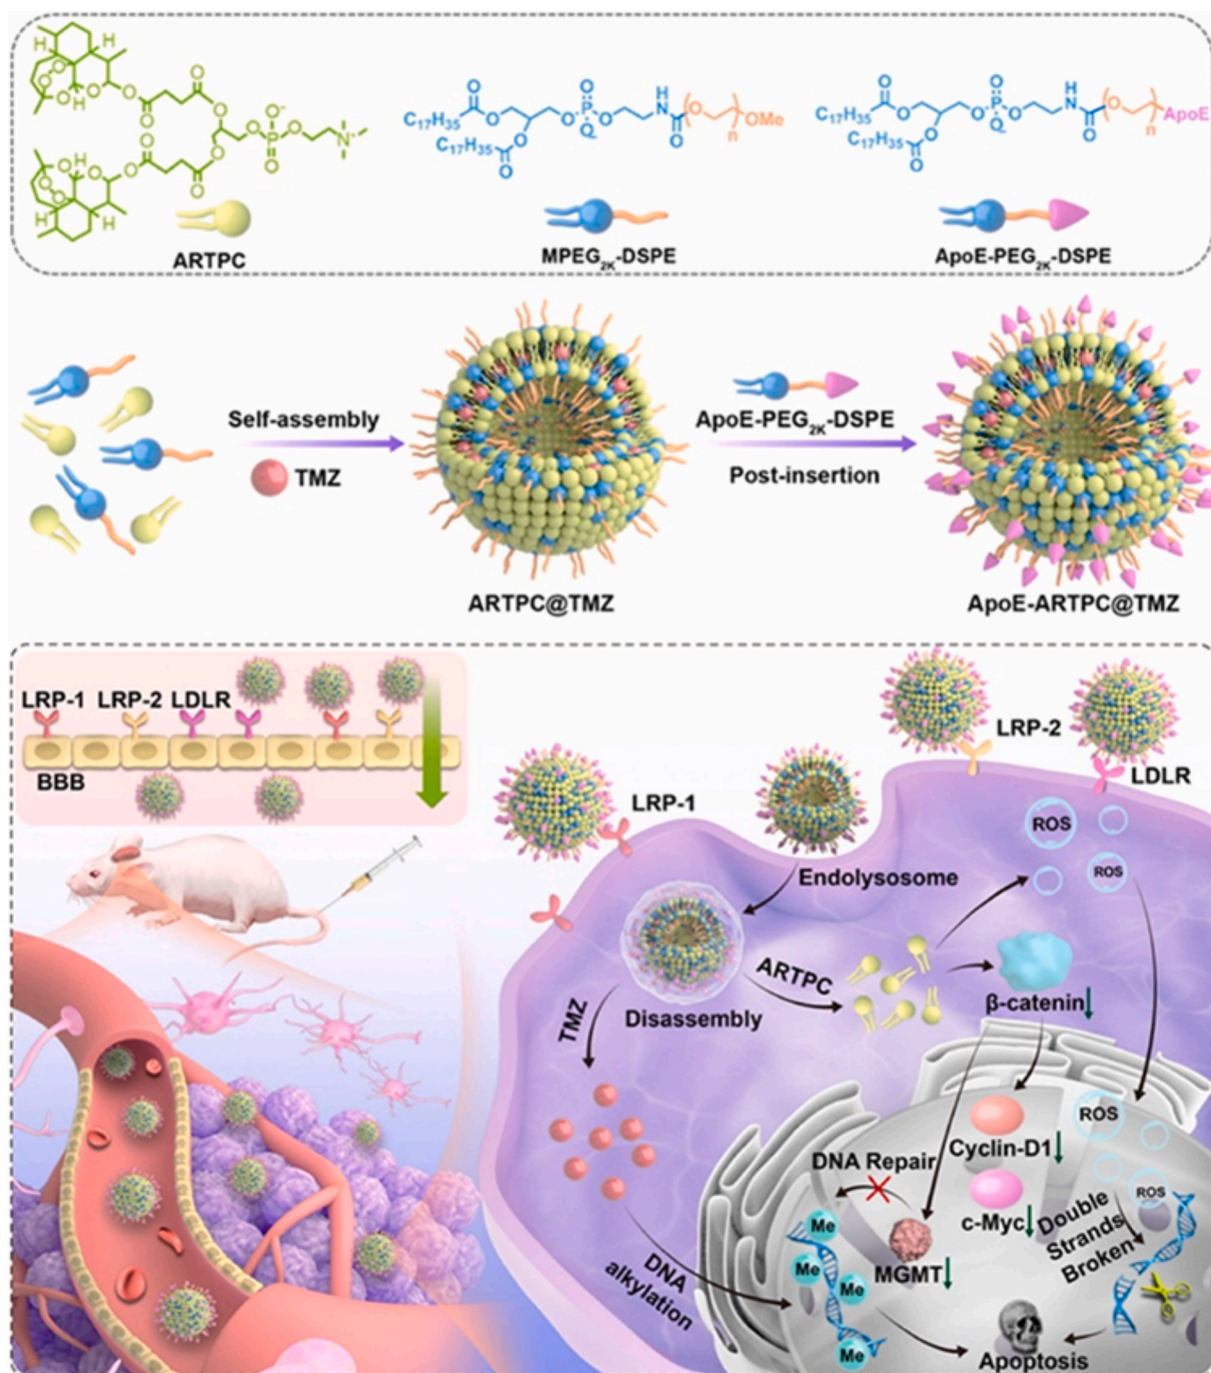 H
H
O
O
O
O
H
O
O
O
O
O
O
O
P
O⁻
O
O
N⁺
O
O
O
O
O
H
O
O
O
H
H
ARTPC
C₁₇H₃₅
O
O
O
O
P
O
O
O⁻
H
N
O
O
n
OMe
C₁₇H₃₅
O
O
MPEG₂ₖ-DSPE
C₁₇H₃₅
O
O
O
O
P
O
O
O⁻
H
N
O
O
n
ApoE
C₁₇H₃₅
O
O
ApoE-PEG₂ₖ-DSPE
Self-assembly
TMZ
ARTPC@TMZ
ApoE-PEG₂ₖ-DSPE
Post-insertion
ApoE-ARTPC@TMZ
LRP-1 LRP-2 LDLR
BBB
LRP-1
LRP-2
LDLR
ROS
ROS
Endolysosome
Disassembly
ARTPC
TMZ
β-catenin
Cyclin-D1
c-Myc
ROS
ROS
DNA Repair
MGMT
Double
Strands
Broken
DNA
alkylation
Me
Me
Me
Me
Apoptosis